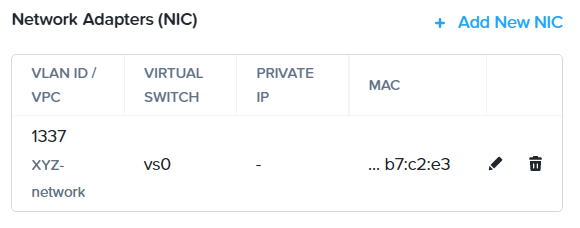 Network Adapters (NIC)
+ Add New NIC
VLAN ID / VPC
VIRTUAL SWITCH
PRIVATE IP
MAC
1337
XYZ-network
vs0
-
... b7:c2:e3